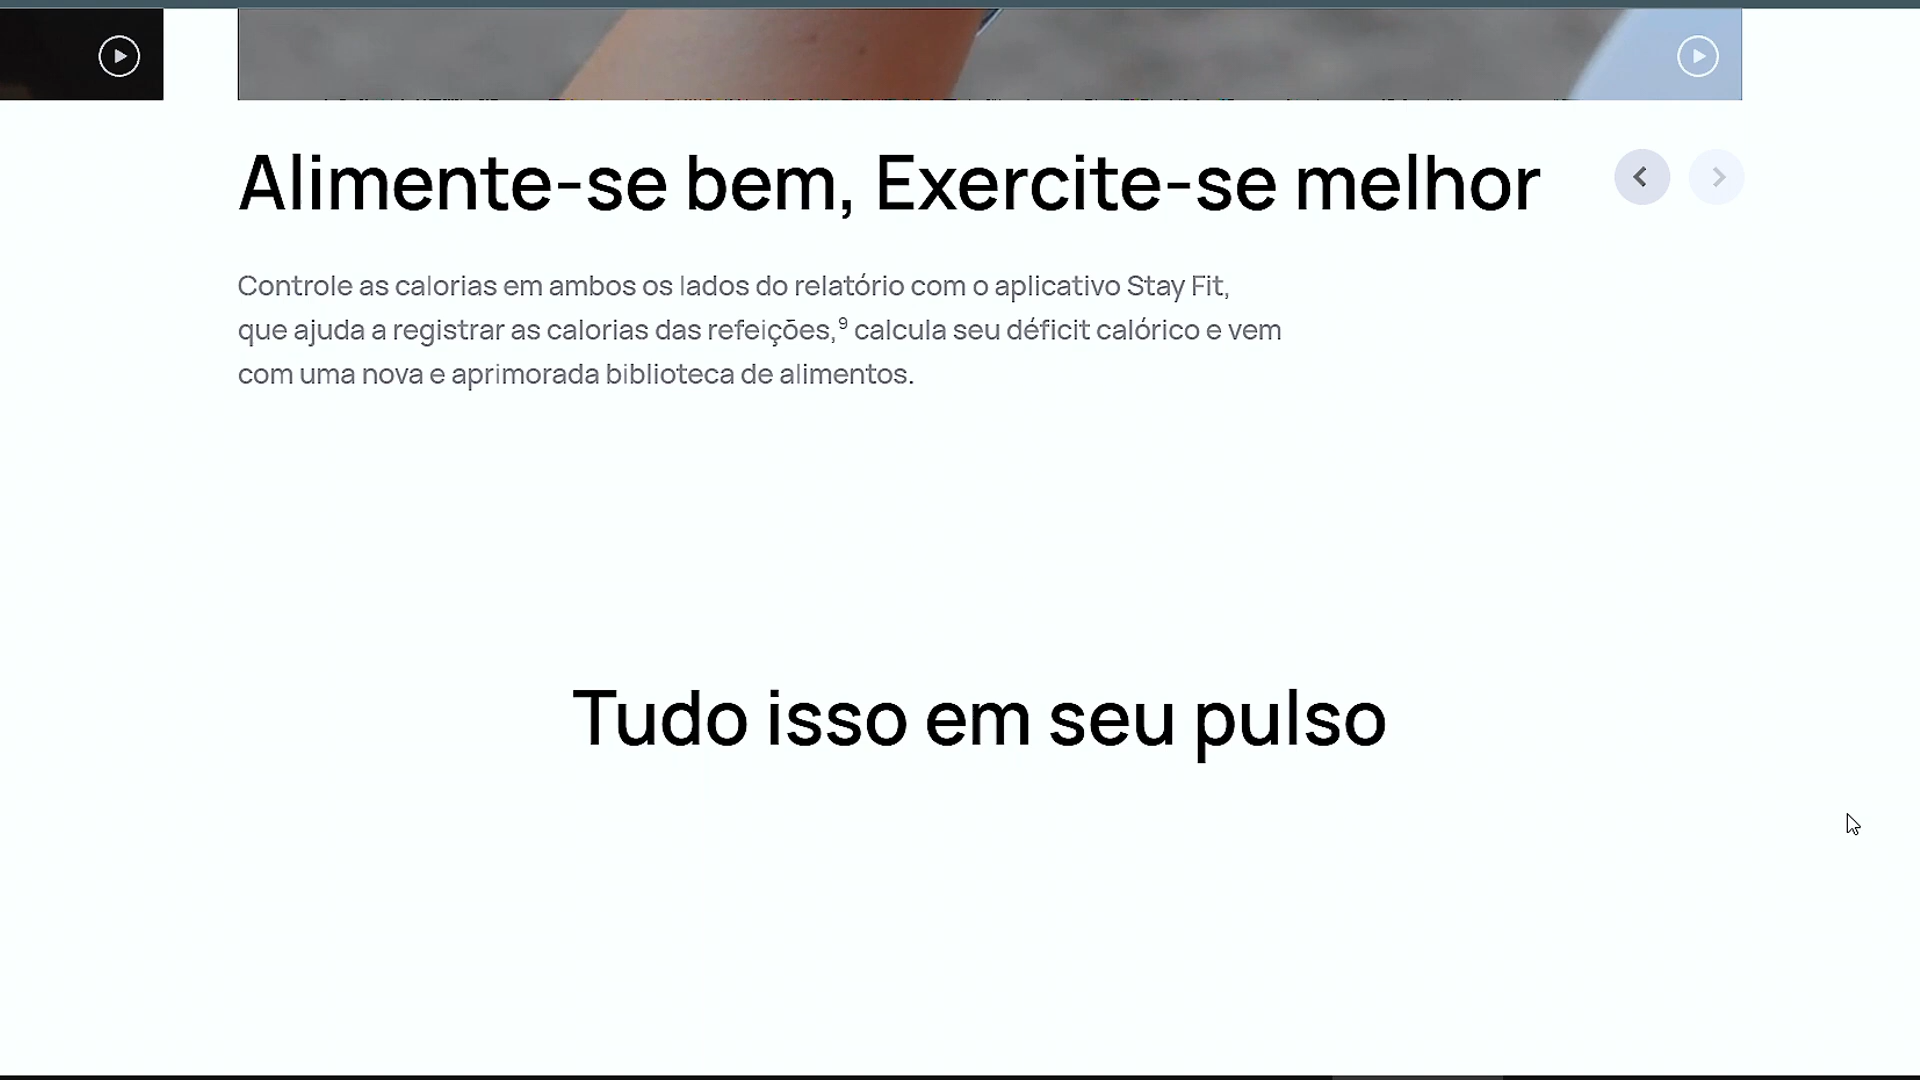 Alimente-se bem, Exercite-se melhor
Controle as calorias em ambos os lados do relatório com o aplicativo Stay Fit,
que ajuda a registrar as calorias das refeições,⁹ calcula seu déficit calórico e vem
com uma nova e aprimorada biblioteca de alimentos.
Tudo isso em seu pulso